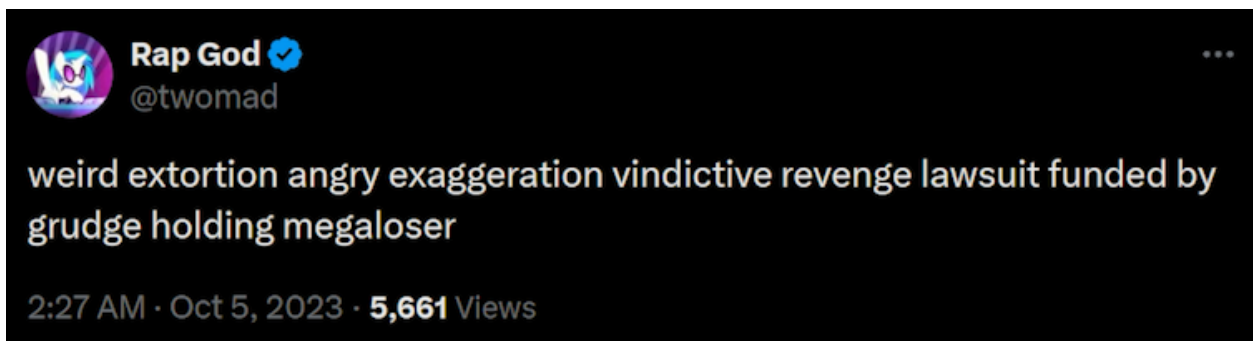 Rap God
@twomad
weird extortion angry exaggeration vindictive revenge lawsuit funded by
grudge holding megaloser
2:27 AM · Oct 5, 2023 · 5,661 Views